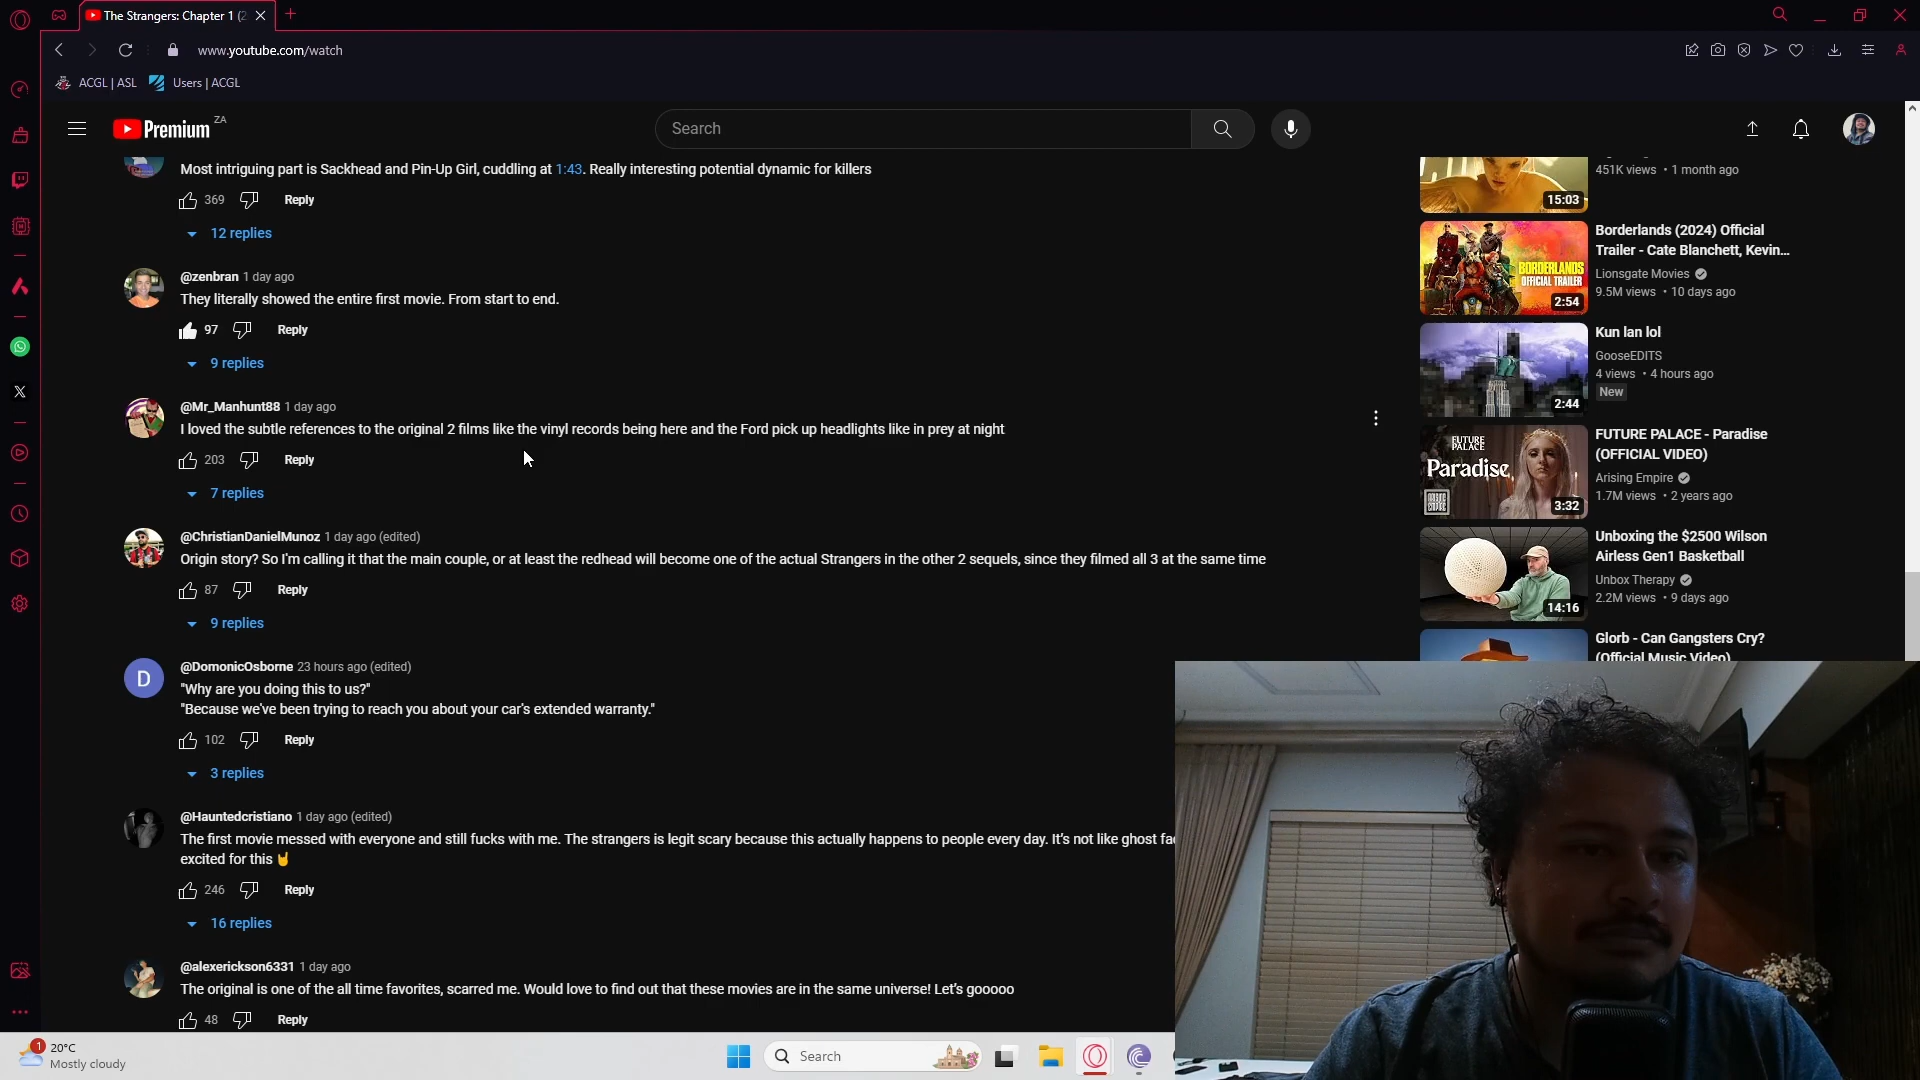 The Strangers: Chapter 1 (2
www.youtube.com/watch
ACGL | ASL
Users | ACGL
Premium
ZA
Search
Most intriguing part is Sackhead and Pin-Up Girl, cuddling at 1:43. Really interesting potential dynamic for killers
369
Reply
12 replies
@zenbran 1 day ago
They literally showed the entire first movie. From start to end.
97
Reply
9 replies
@Mr_Manhunt88 1 day ago
I loved the subtle references to the original 2 films like the vinyl records being here and the Ford pick up headlights like in prey at night
203
Reply
7 replies
@ChristianDanielMunoz 1 day ago (edited)
Origin story? So I'm calling it that the main couple, or at least the redhead will become one of the actual Strangers in the other 2 sequels, since they filmed all 3 at the same time
87
Reply
9 replies
D
@DomonicOsborne 23 hours ago (edited)
"Why are you doing this to us?"
"Because we've been trying to reach you about your car's extended warranty."
102
Reply
3 replies
@Hauntedcristiano 1 day ago (edited)
The first movie messed with everyone and still fucks with me. The strangers is legit scary because this actually happens to people every day. It's not like ghost fac
excited for this 🤘
246
Reply
16 replies
@alexerickson6331 1 day ago
The original is one of the all time favorites, scarred me. Would love to find out that these movies are in the same universe! Let's gooooo
48
Reply
451K views • 1 month ago
15:03
Borderlands (2024) Official
Trailer - Cate Blanchett, Kevin...
Lionsgate Movies
9.5M views • 10 days ago
BORDERLANDS
OFFICIAL TRAILER
2:54
Kun lan lol
GooseEDITS
4 views • 4 hours ago
New
2:44
FUTURE PALACE - Paradise
(OFFICIAL VIDEO)
Arising Empire
1.7M views • 2 years ago
FUTURE
PALACE
Paradise
3:32
Unboxing the $2500 Wilson
Airless Gen1 Basketball
Unbox Therapy
2.2M views • 9 days ago
14:16
Glorb - Can Gangsters Cry?
(Official Music Video)
1
20°C
Mostly cloudy
Search